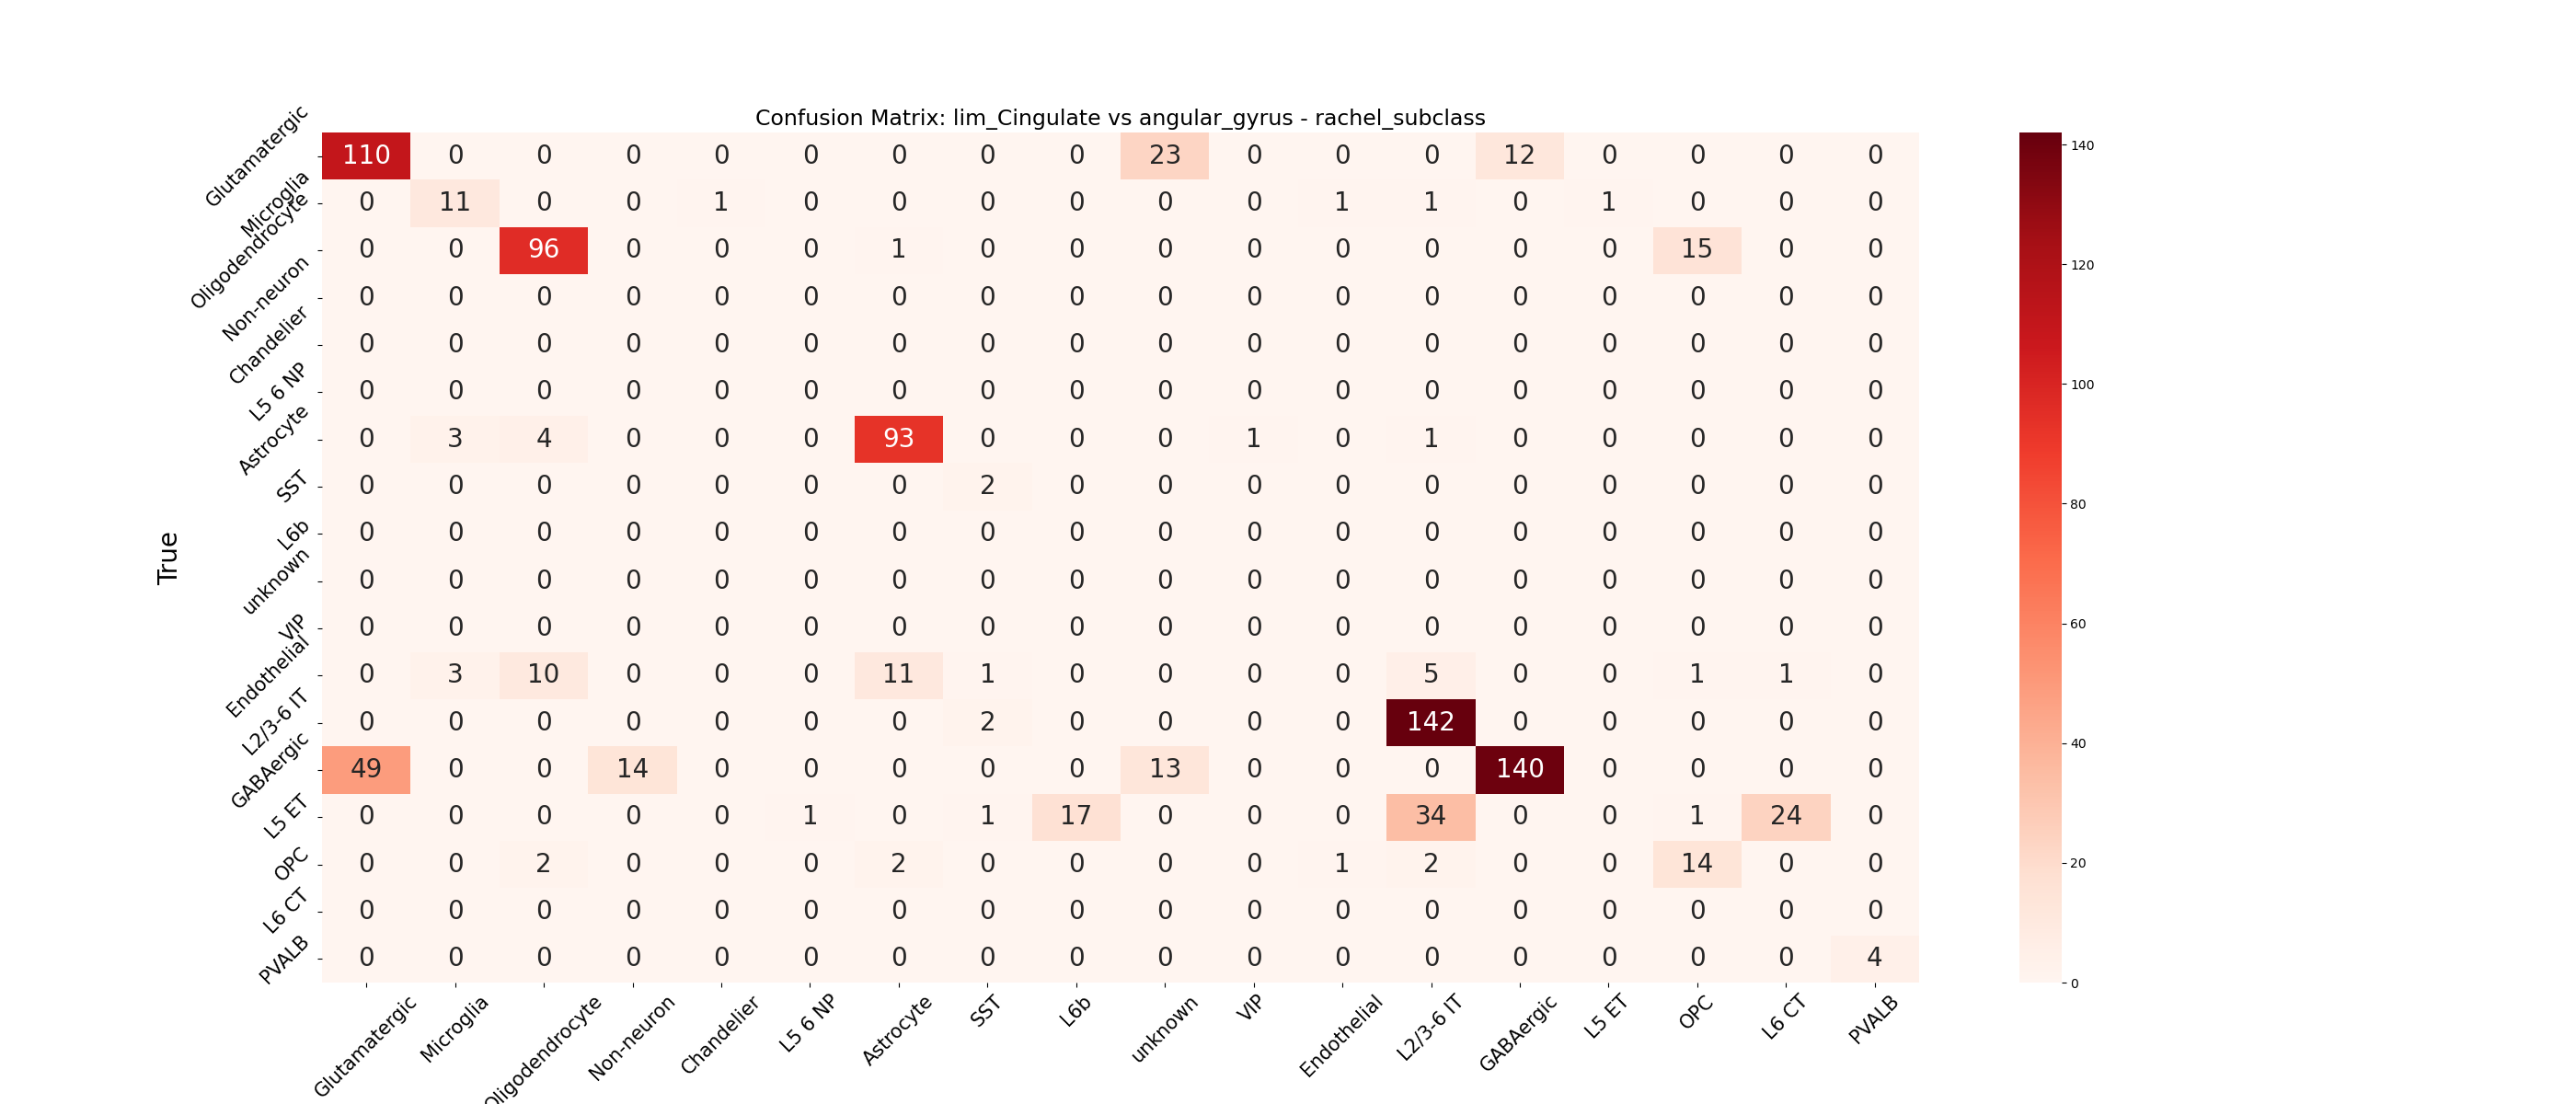 Confusion Matrix: lim_Cingulate vs angular_gyrus - rachel_subclass
True
Glutamatergic 110 0 0 0 0 0 0 0 0 23 0 0 0 12 0 0 0 0
Microglia 0 11 0 0 1 0 0 0 0 0 0 1 1 0 1 0 0 0
Oligodendrocyte 0 0 96 0 0 0 1 0 0 0 0 0 0 0 0 15 0 0
Non-neuron 0 0 0 0 0 0 0 0 0 0 0 0 0 0 0 0 0 0
Chandelier 0 0 0 0 0 0 0 0 0 0 0 0 0 0 0 0 0 0
L5 6 NP 0 0 0 0 0 0 0 0 0 0 0 0 0 0 0 0 0 0
Astrocyte 0 3 4 0 0 0 93 0 0 0 1 0 1 0 0 0 0 0
SST 0 0 0 0 0 0 0 2 0 0 0 0 0 0 0 0 0 0
L6b 0 0 0 0 0 0 0 0 0 0 0 0 0 0 0 0 0 0
unknown 0 0 0 0 0 0 0 0 0 0 0 0 0 0 0 0 0 0
VIP 0 0 0 0 0 0 0 0 0 0 0 0 0 0 0 0 0 0
Endothelial 0 3 10 0 0 0 11 1 0 0 0 0 5 0 0 1 1 0
L2/3-6 IT 0 0 0 0 0 0 0 2 0 0 0 0 142 0 0 0 0 0
GABAergic 49 0 0 14 0 0 0 0 0 13 0 0 0 140 0 0 0 0
L5 ET 0 0 0 0 0 1 0 1 17 0 0 0 34 0 0 1 24 0
OPC 0 0 2 0 0 0 2 0 0 0 0 1 2 0 0 14 0 0
L6 CT 0 0 0 0 0 0 0 0 0 0 0 0 0 0 0 0 0 0
PVALB 0 0 0 0 0 0 0 0 0 0 0 0 0 0 0 0 0 4
Glutamatergic Microglia Oligodendrocyte Non-neuron Chandelier L5 6 NP Astrocyte SST L6b unknown VIP Endothelial L2/3-6 IT GABAergic L5 ET OPC L6 CT PVALB
140
120
100
80
60
40
20
0